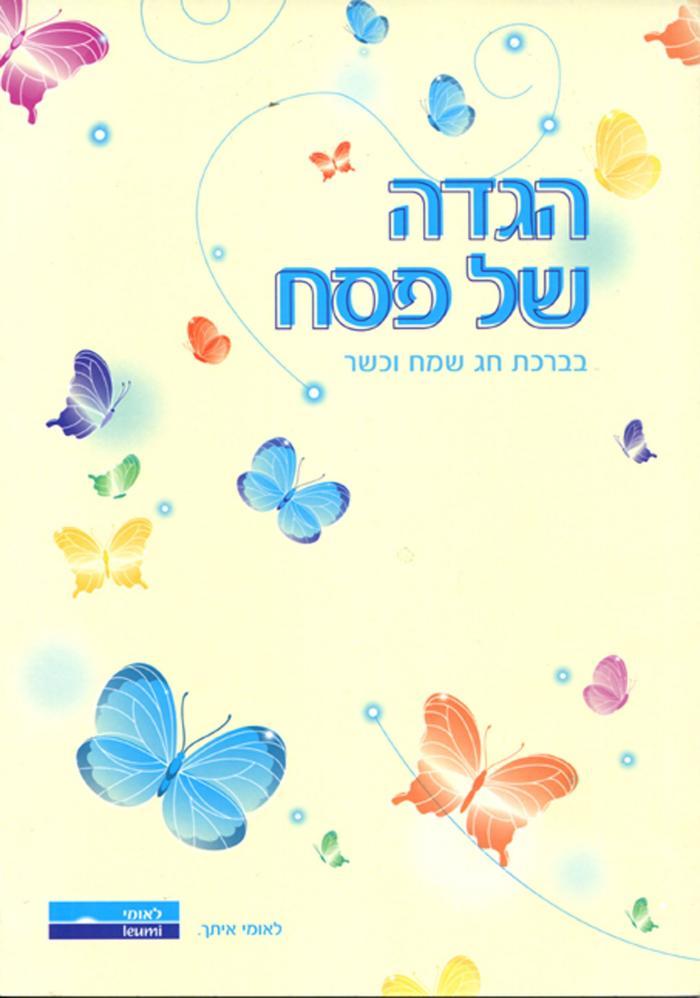 הגדה
של פסח
בברכת חג שמח וכשר
לאומי
leumi
לאומי איתך.